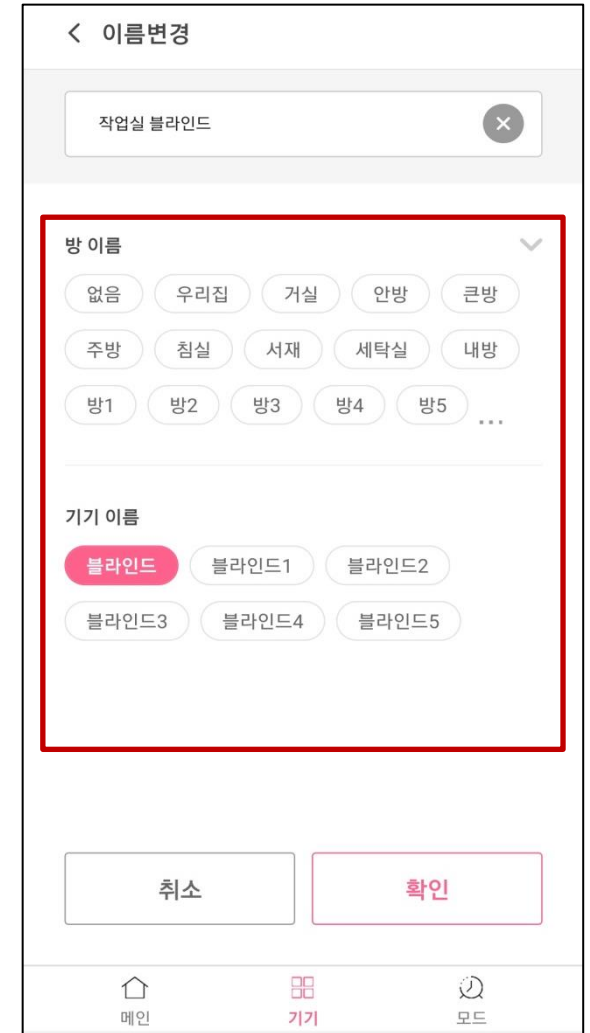 이름변경
작업실 블라인드
방 이름
없음 우리집 거실 안방 큰방
주방 침실 서재 세탁실 내방
방1 방2 방3 방4 방5 ...
기기 이름
블라인드 블라인드1 블라인드2
블라인드3 블라인드4 블라인드5
취소 확인
메인 기기 모드